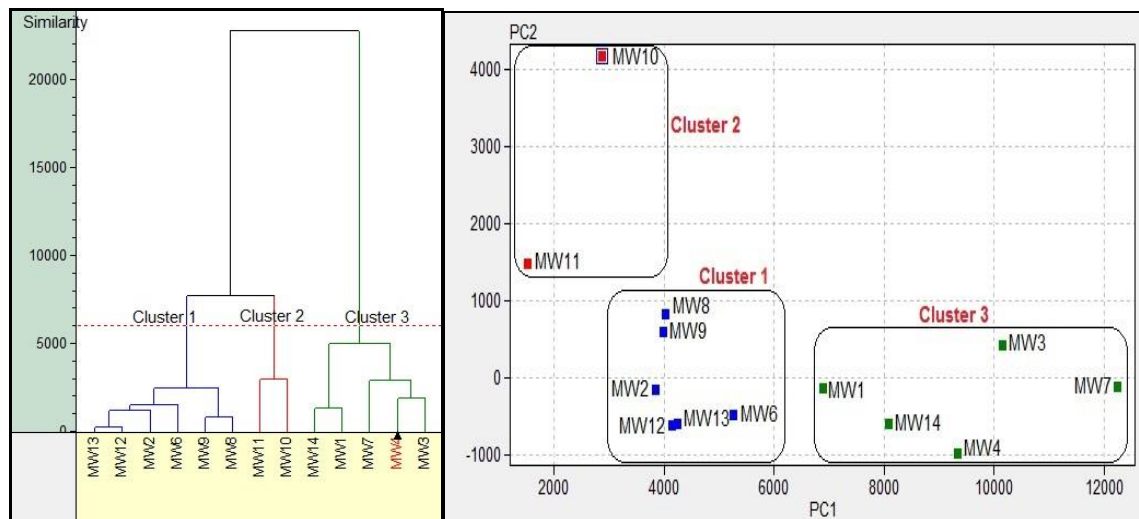 Similarity
20000
15000
10000
Cluster 1 Cluster 2 Cluster 3
5000
0
MW13 MW12 MW2 MW6 MW9 MW8 MW11 MW10 MW14 MW1 MW7 MW4 MW3
PC2
4000
MW10
Cluster 2
3000
2000
MW11
Cluster 1
1000
MW8
Cluster 3
MW9
MW3
0
MW2
MW1
MW7
MW12
MW13
MW6
MW14
MW4
-1000
2000 4000 6000 8000 10000 12000
PC1